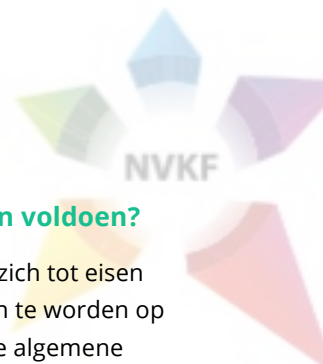 NVKF
n voldoen?
zich tot eisen
n te worden op
e algemene